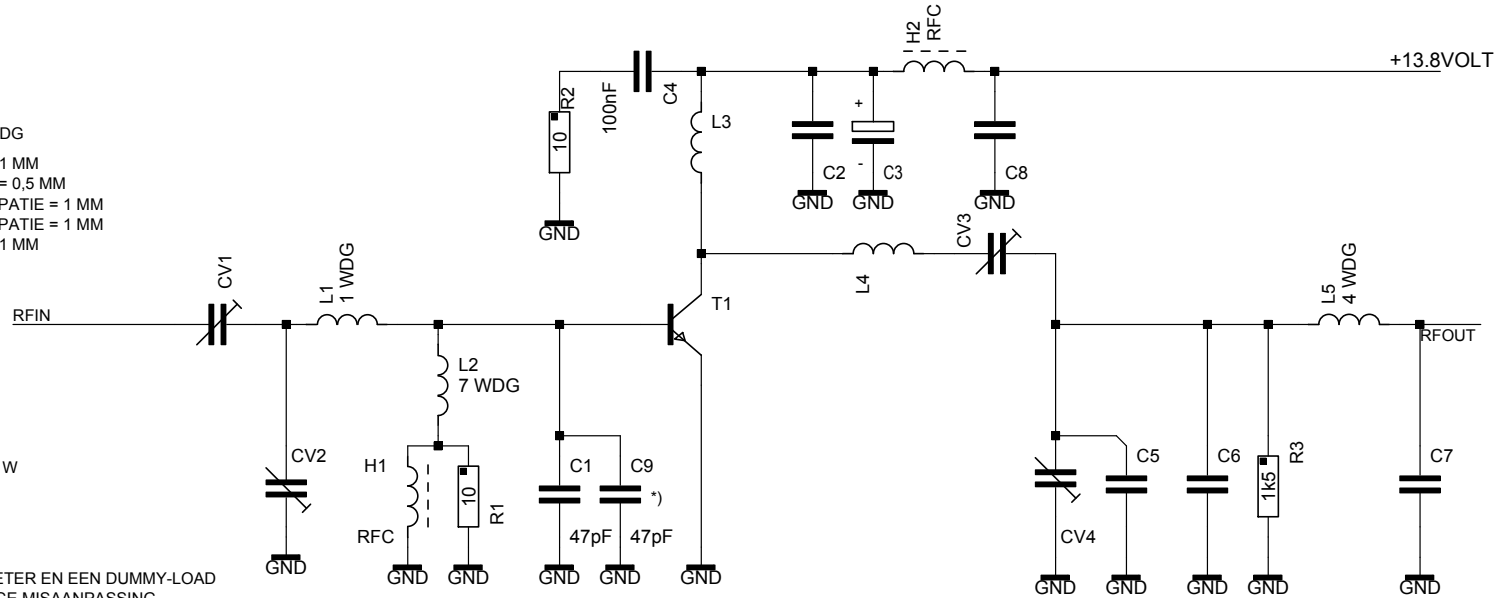 H2
RFC
+13.8VOLT
R2
10
100nF
C4
L3
C2
+
-
C3
C8
GND
GND
GND
GND
DG
1 MM
= 0,5 MM
PATIE = 1 MM
PATIE = 1 MM
1 MM
CV3
L4
CV1
L1
1 WDG
T1
RFIN
L5
4 WDG
RFOUT
L2
7 WDG
W
CV2
H1
RFC
10
R1
C1
47pF
C9
*)
47pF
CV4
C5
C6
1k5
R3
C7
GND
GND
GND
GND
GND
GND
GND
GND
GND
GND
GND
ETER EN EEN DUMMY-LOAD
GE MISAANPASSING